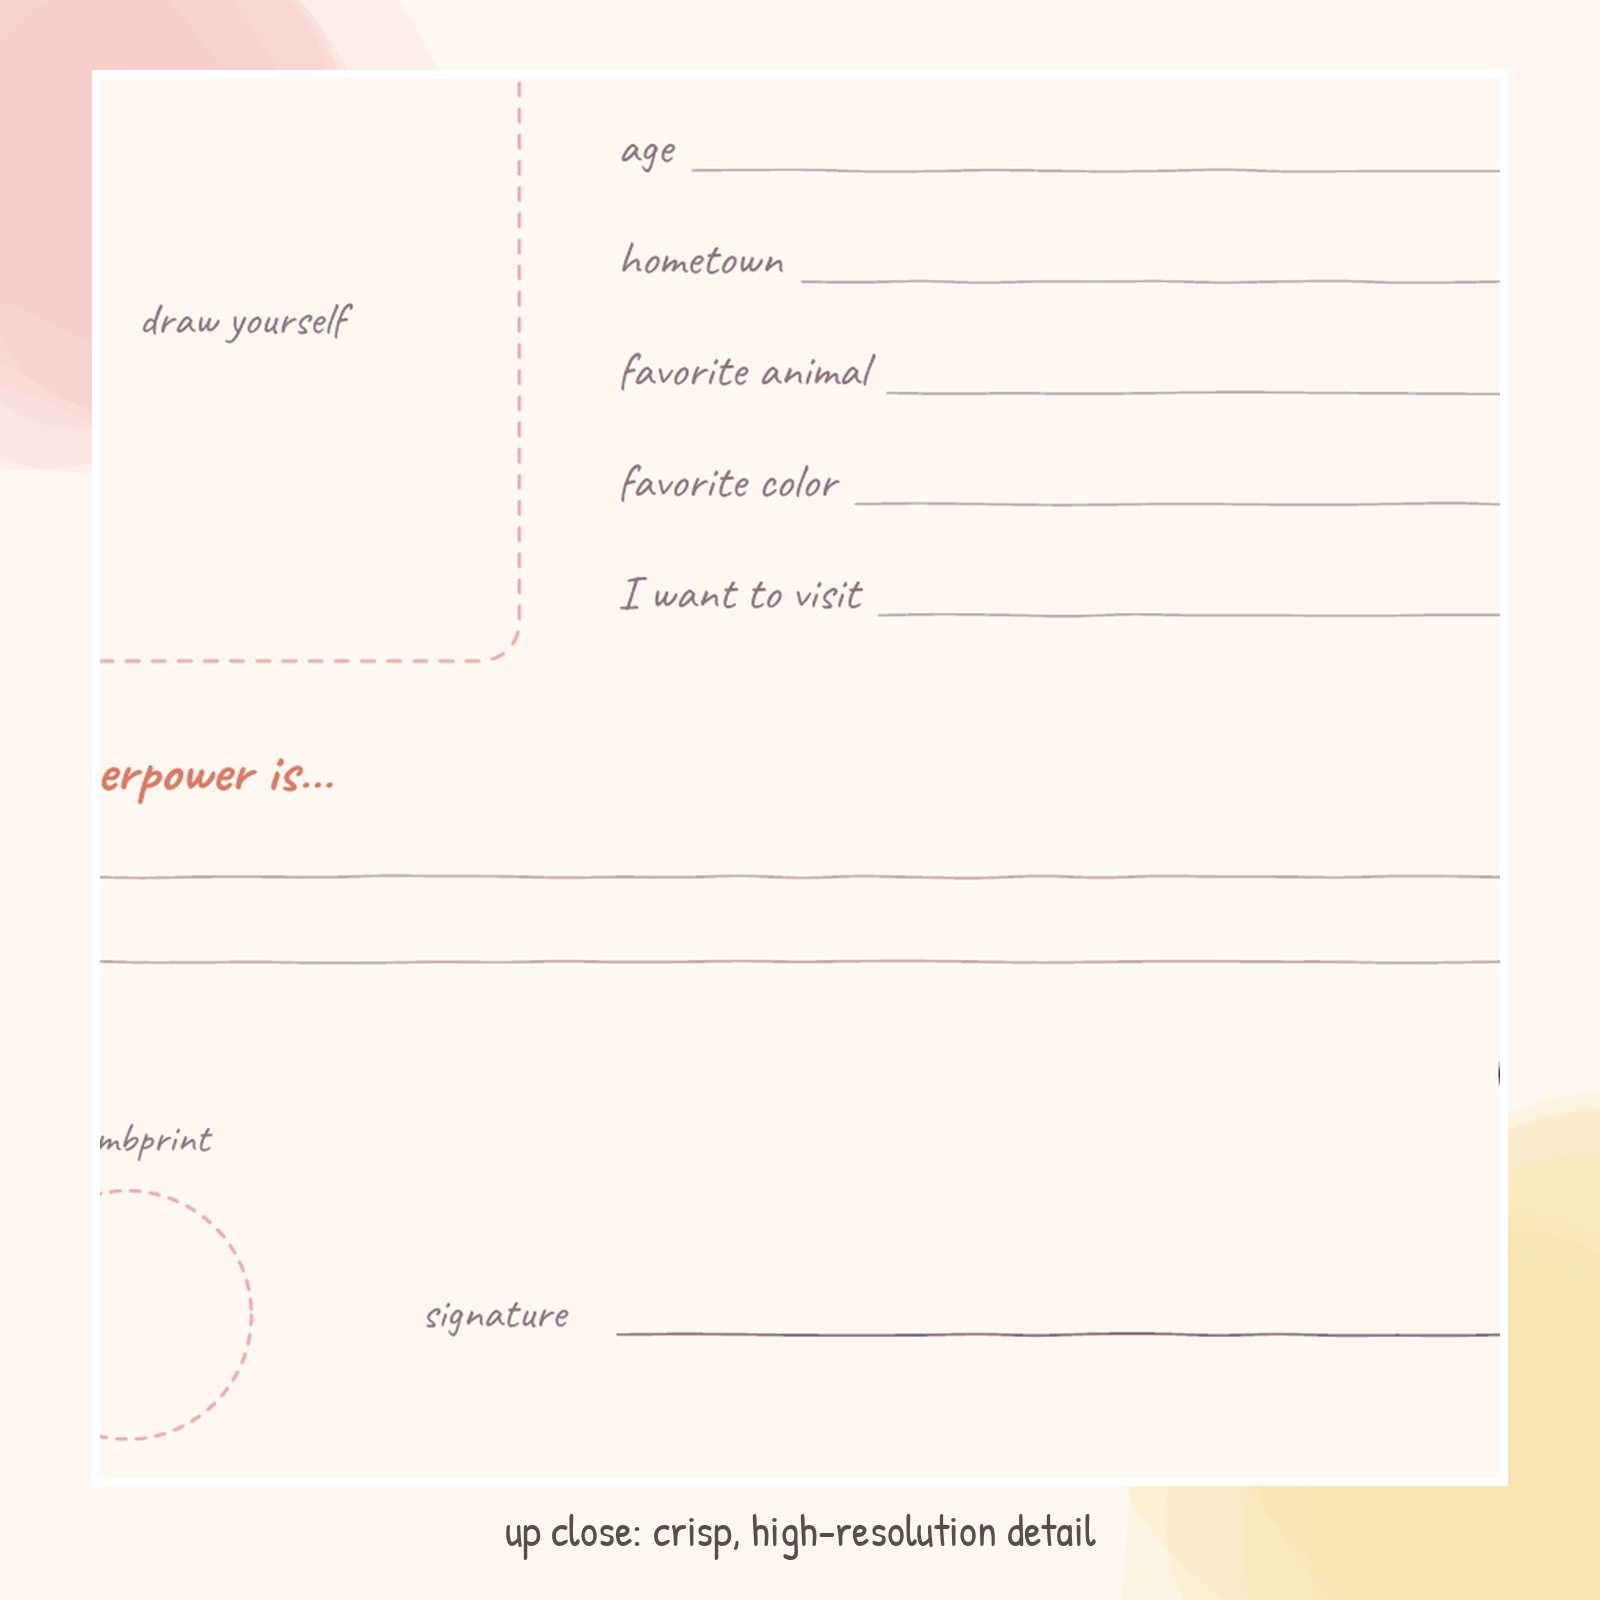 age
hometown
draw yourself
favorite animal
favorite color
I want to visit
erpower is...
mbprint
signature
up close: crisp, high-resolution detail